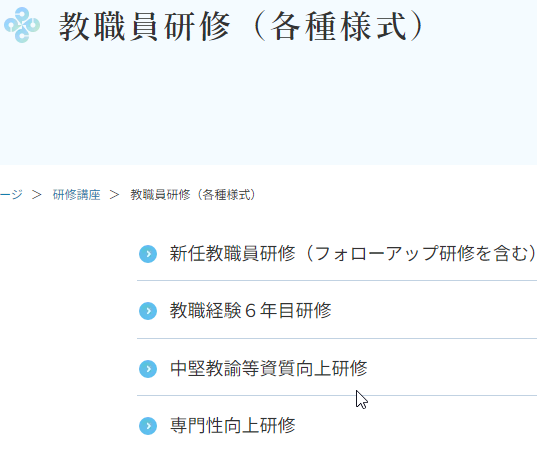 教職員研修（各種様式）
ージ ＞ 研修講座 ＞ 教職員研修（各種様式）
新任教職員研修（フォローアップ研修を含む）
教職経験６年目研修
中堅教諭等資質向上研修
専門性向上研修